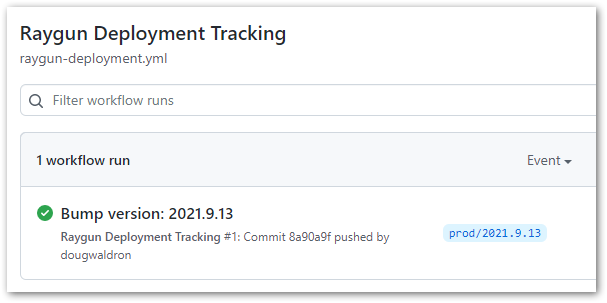 Raygun Deployment Tracking
raygun-deployment.yml
Filter workflow runs
1 workflow run
Event
Bump version: 2021.9.13
Raygun Deployment Tracking #1: Commit 8a90a9f pushed by
dougwaldron
prod/2021.9.13